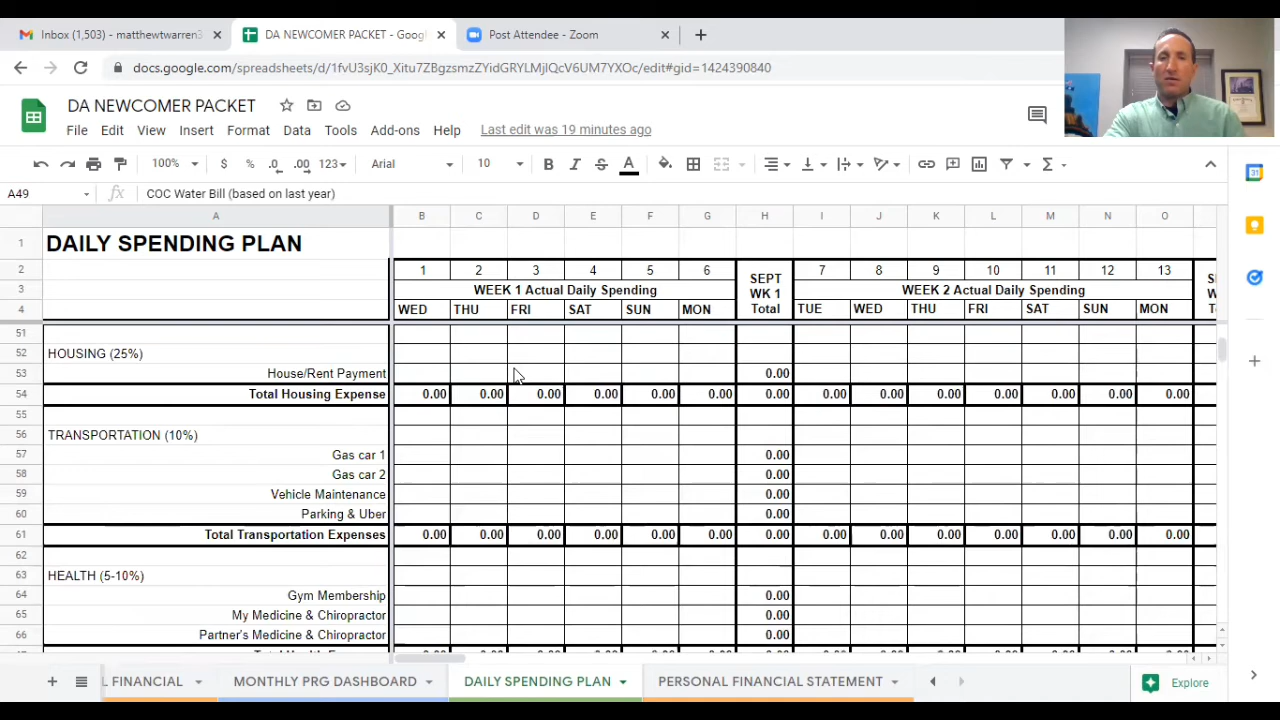 Inbox (1,503) - matthewtwarren3
DA NEWCOMER PACKET - Goog
Post Attendee - Zoom
docs.google.com/spreadsheets/d/1fvU3sjK0_Xitu7ZBgzsmzZYidGRYLMjlQcV6UM7YXOc/edit#gid=1424390840
DA NEWCOMER PACKET
File Edit View Insert Format Data Tools Add-ons Help Last edit was 19 minutes ago
100% $ % .0 .00 123 Arial 10 B I S A
A49 fx COC Water Bill (based on last year)
A B C D E F G H I J K L M N O
1 DAILY SPENDING PLAN
2 1 2 3 4 5 6 SEPT 7 8 9 10 11 12 13
3 WEEK 1 Actual Daily Spending WK 1 WEEK 2 Actual Daily Spending
4 WED THU FRI SAT SUN MON Total TUE WED THU FRI SAT SUN MON
51
52 HOUSING (25%)
53 House/Rent Payment 0.00
54 Total Housing Expense 0.00 0.00 0.00 0.00 0.00 0.00 0.00 0.00 0.00 0.00 0.00 0.00 0.00 0.00
55
56 TRANSPORTATION (10%)
57 Gas car 1 0.00
58 Gas car 2 0.00
59 Vehicle Maintenance 0.00
60 Parking & Uber 0.00
61 Total Transportation Expenses 0.00 0.00 0.00 0.00 0.00 0.00 0.00 0.00 0.00 0.00 0.00 0.00 0.00 0.00
62
63 HEALTH (5-10%)
64 Gym Membership 0.00
65 My Medicine & Chiropractor 0.00
66 Partner's Medicine & Chiropractor 0.00
L FINANCIAL MONTHLY PRG DASHBOARD DAILY SPENDING PLAN PERSONAL FINANCIAL STATEMENT Explore